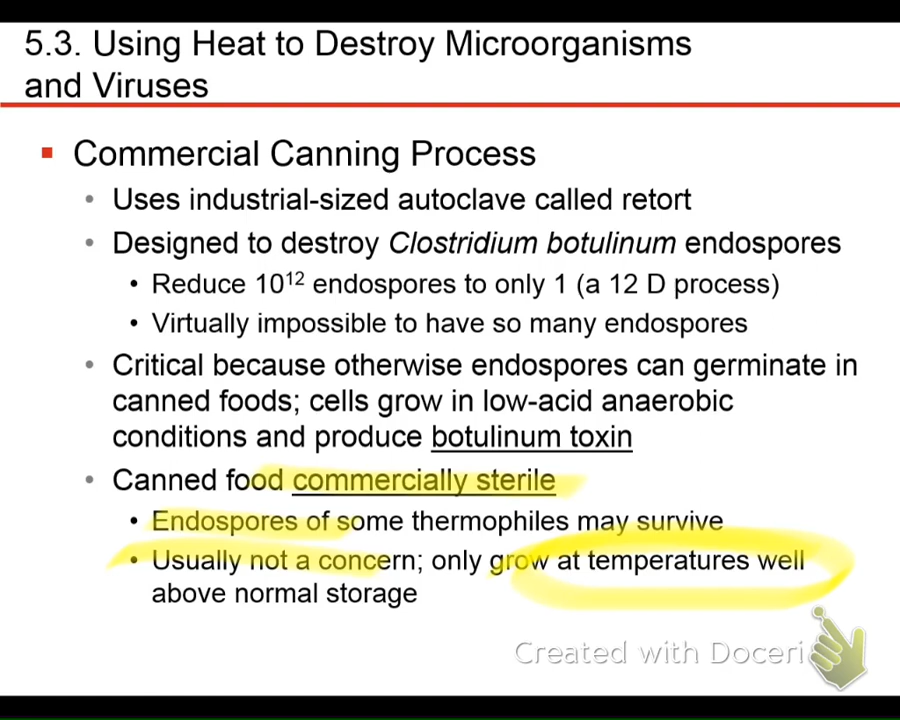 5.3. Using Heat to Destroy Microorganisms
and Viruses
Commercial Canning Process
• Uses industrial-sized autoclave called retort
• Designed to destroy Clostridium botulinum endospores
• Reduce 10¹² endospores to only 1 (a 12 D process)
• Virtually impossible to have so many endospores
• Critical because otherwise endospores can germinate in
canned foods; cells grow in low-acid anaerobic
conditions and produce botulinum toxin
• Canned food commercially sterile
• Endospores of some thermophiles may survive
• Usually not a concern; only grow at temperatures well
above normal storage
Created with Doceri